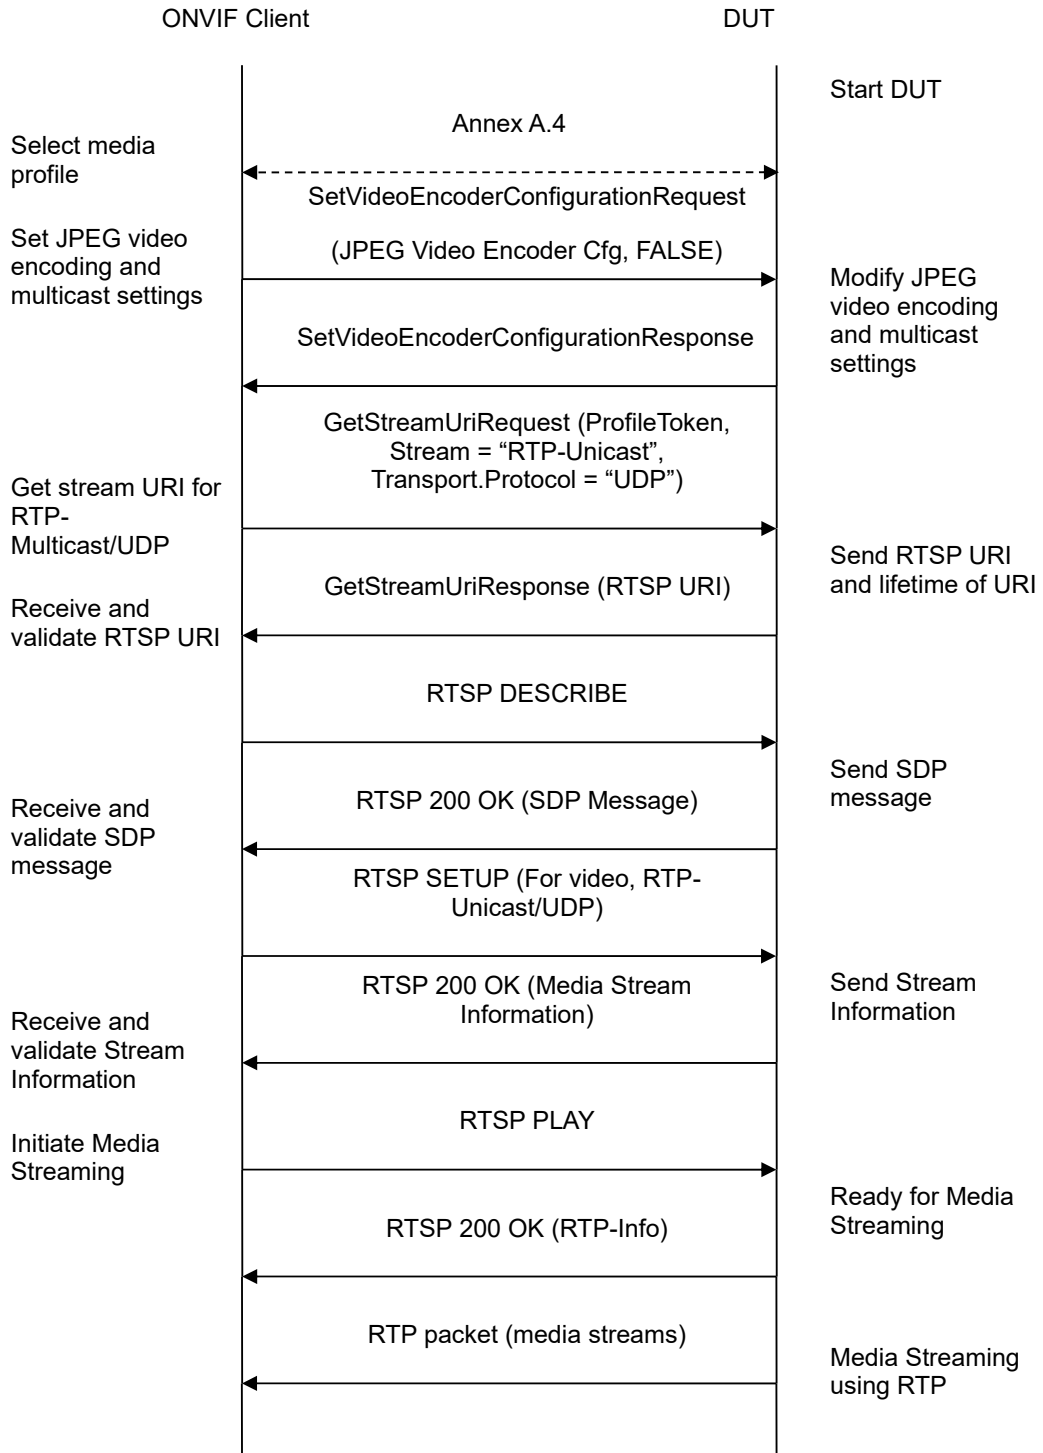 ONVIF Client
DUT
Start DUT
Annex A.4
Select media
profile
SetVideoEncoderConfigurationRequest
(JPEG Video Encoder Cfg, FALSE)
Set JPEG video
encoding and
multicast settings
Modify JPEG
video encoding
and multicast
settings
SetVideoEncoderConfigurationResponse
GetStreamUriRequest (ProfileToken,
Stream = “RTP-Unicast”,
Transport.Protocol = “UDP”)
Get stream URI for
RTP-
Multicast/UDP
Send RTSP URI
and lifetime of URI
GetStreamUriResponse (RTSP URI)
Receive and
validate RTSP URI
RTSP DESCRIBE
Send SDP
message
RTSP 200 OK (SDP Message)
Receive and
validate SDP
message
RTSP SETUP (For video, RTP-
Unicast/UDP)
Send Stream
Information
RTSP 200 OK (Media Stream
Information)
Receive and
validate Stream
Information
RTSP PLAY
Initiate Media
Streaming
Ready for Media
Streaming
RTSP 200 OK (RTP-Info)
RTP packet (media streams)
Media Streaming
using RTP